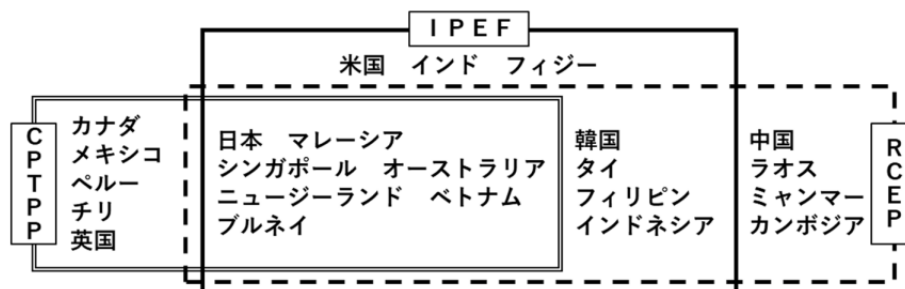 IPEF
米国 インド フィジー
CPTPP
カナダ
メキシコ
ペルー
チリ
英国
日本 マレーシア
シンガポール オーストラリア
ニュージーランド ベトナム
ブルネイ
韓国
タイ
フィリピン
インドネシア
中国
ラオス
ミャンマー
カンボジア
RCEP